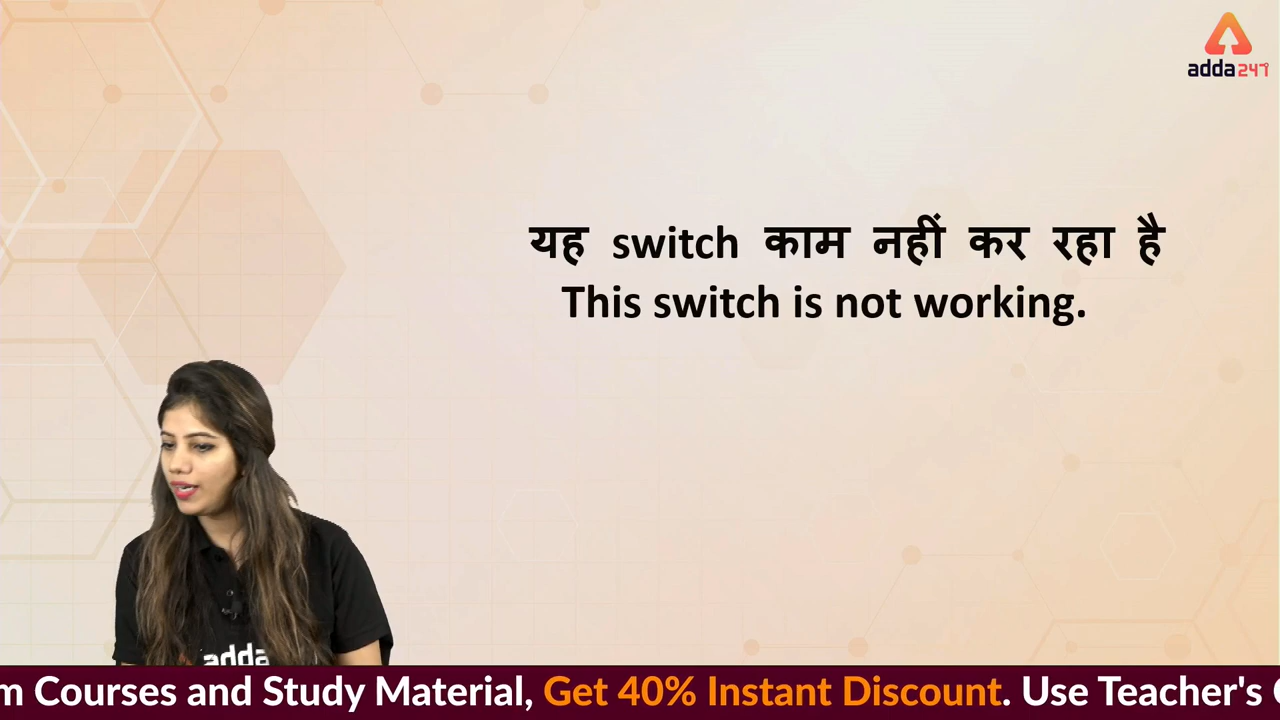 adda247
यह switch काम नहीं कर रहा है
This switch is not working.
adda
m Courses and Study Material, Get 40% Instant Discount. Use Teacher's